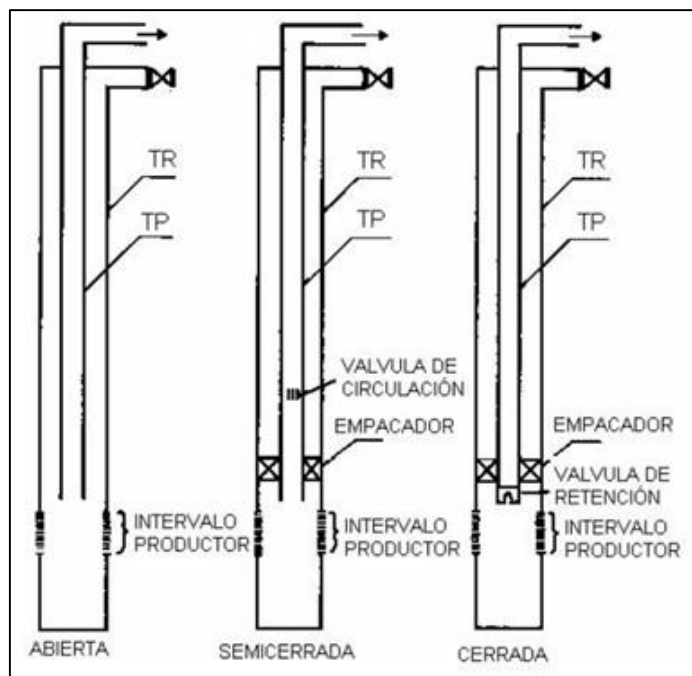 TR
TP
INTERVALO
PRODUCTOR
ABIERTA
TR
TP
VALVULA DE
CIRCULACIÓN
EMPACADOR
INTERVALO
PRODUCTOR
SEMICERRADA
TR
TP
EMPACADOR
VALVULA DE
RETENCIÓN
INTERVALO
PRODUCTOR
CERRADA